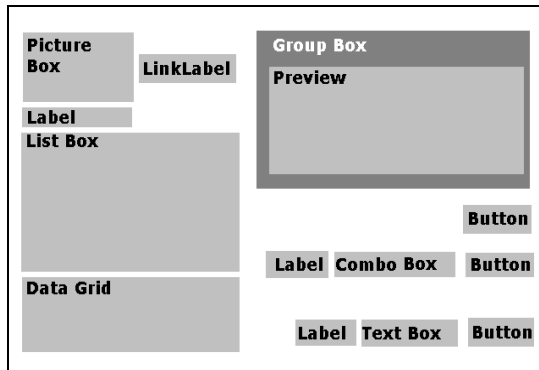 Picture
Box
LinkLabel
Label
List Box
Data Grid
Group Box
Preview
Button
Label Combo Box Button
Label Text Box Button